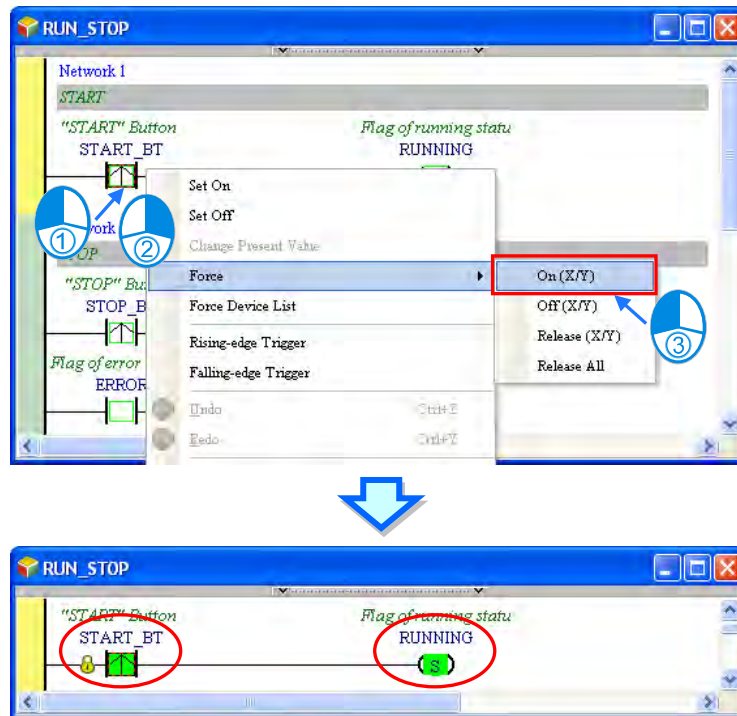 RUN_STOP
Network 1
START
"START" Button Flag of running statu
START_BT RUNNING
Set On
Set Off
work
① ②
Change Present Value
OP
Force On (X/Y)
"STOP" Bu
STOP_B Force Device List Off (X/Y)
Rising-edge Trigger Release (X/Y)
③
Flag of error Falling-edge Trigger Release All
ERROR
Undo Ctrl+Z
Redo Ctrl+Y
RUN_STOP
"START" Button Flag of running statu
START_BT RUNNING
S